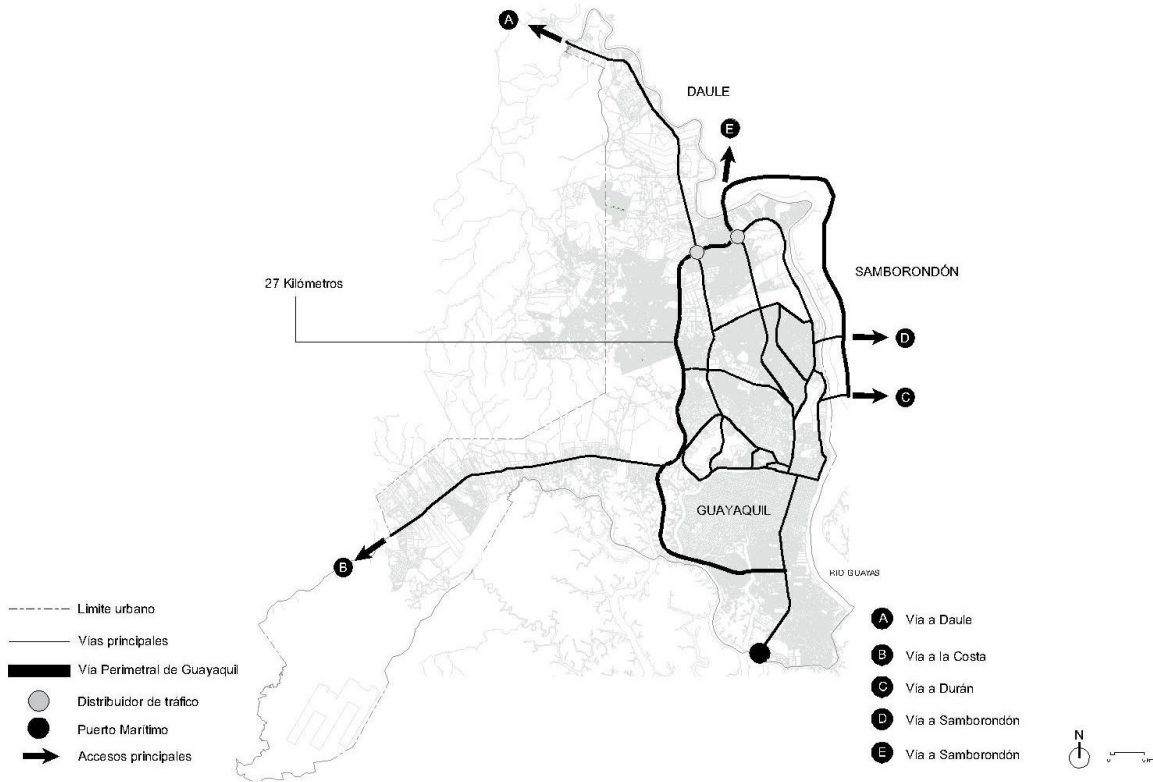 A
DAULE
E
SAMBORONDÓN
27 Kilómetros
D
C
GUAYAQUIL
B
RIO GUAYAS
Limite urbano
Vías principales
Vía Perimetral de Guayaquil
Distribuidor de tráfico
Puerto Marítimo
Accesos principales
A Vía a Daule
B Vía a la Costa
C Vía a Durán
D Vía a Samborondón
E Vía a Samborondón
N